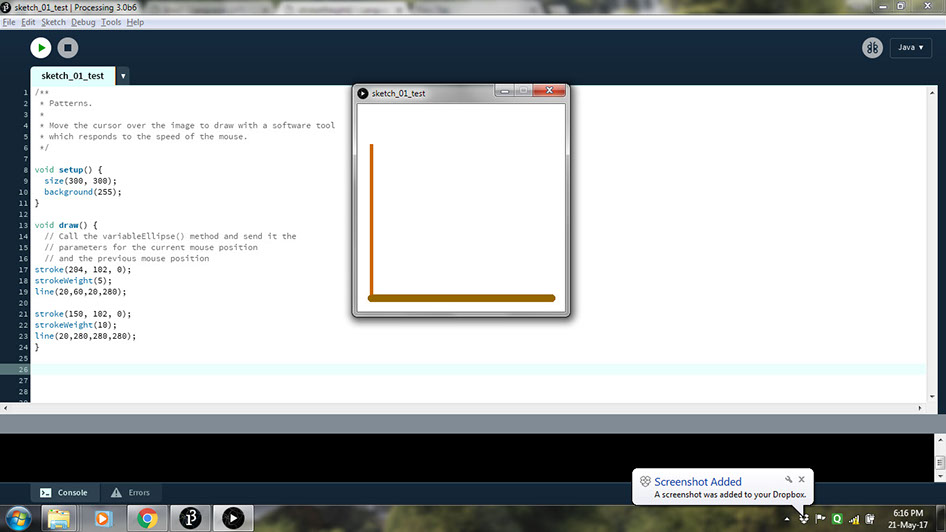 sketch_01_test | Processing 3.0b6
File Edit Sketch Debug Tools Help
Java ▾
sketch_01_test ▾
1 /**
2 * Patterns.
3 *
4 * Move the cursor over the image to draw with a software tool
5 * which responds to the speed of the mouse.
6 */
7
8 void setup() {
9 size(300, 300);
10 background(255);
11 }
12
13 void draw() {
14 // Call the variableEllipse() method and send it the
15 // parameters for the current mouse position
16 // and the previous mouse position
17 stroke(204, 102, 0);
18 strokeWeight(5);
19 line(20,60,20,280);
20
21 stroke(150, 102, 0);
22 strokeWeight(10);
23 line(20,280,280,280);
24 }
25
26
27
28
sketch_01_test
Console Errors
Screenshot Added
A screenshot was added to your Dropbox.
6:16 PM
21-May-17